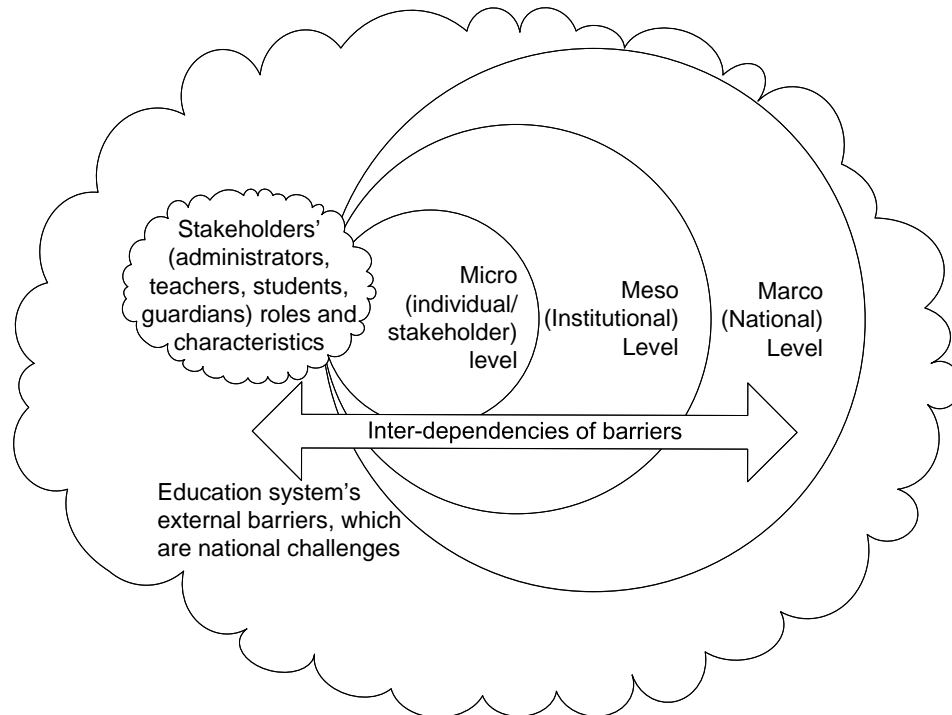 Stakeholders'
(administrators,
teachers, students,
guardians) roles and
characteristics
Micro
(individual/
stakeholder)
level
Meso
(Institutional)
Level
Marco
(National)
Level
Inter-dependencies of barriers
Education system's
external barriers, which
are national challenges